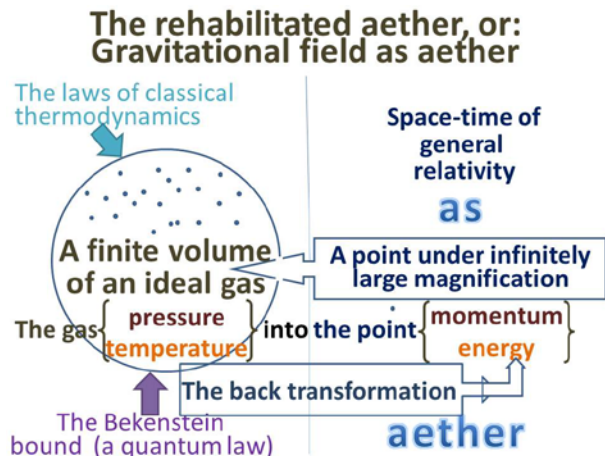 The rehabilitated aether, or:
Gravitational field as aether
The laws of classical
thermodynamics
Space-time of
general
relativity
as
A finite volume
of an ideal gas
A point under infinitely
large magnification
The gas { pressure temperature } into the point { momentum energy }
The back transformation
The Bekenstein
bound (a quantum law)
aether